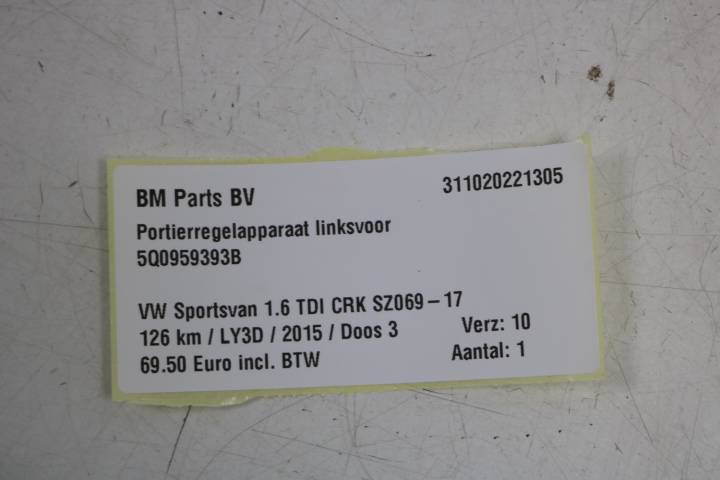 BM Parts BV 311020221305
Portierregelapparaat linksvoor
5Q0959393B
VW Sportsvan 1.6 TDI CRK SZ069-17
126 km / LY3D / 2015 / Doos 3 Verz: 10
69.50 Euro incl. BTW Aantal: 1